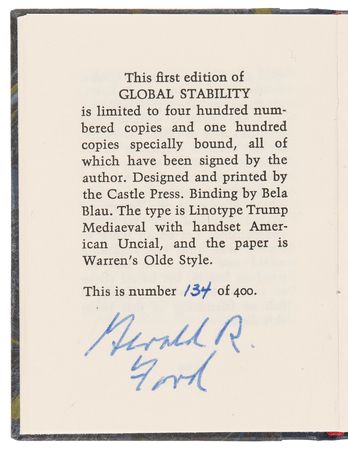 This first edition of
GLOBAL STABILITY
is limited to four hundred num-
bered copies and one hundred
copies specially bound, all of
which have been signed by the
author. Designed and printed by
the Castle Press. Binding by Bela
Blau. The type is Linotype Trump
Mediaeval with handset Amer-
ican Uncial, and the paper is
Warren's Olde Style.
This is number 134 of 400.
Gerald R.
Ford